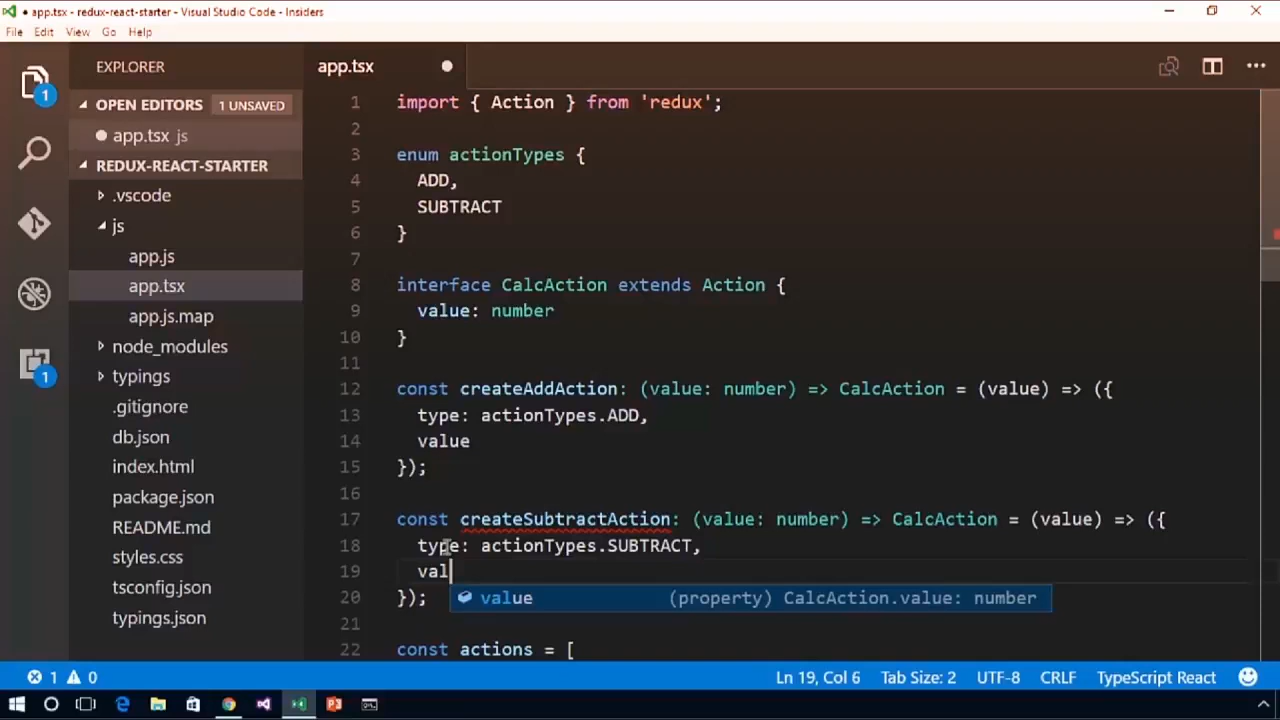 ● app.tsx - redux-react-starter - Visual Studio Code - Insiders
File Edit View Go Help
EXPLORER
OPEN EDITORS 1 UNSAVED
● app.tsx js
REDUX-REACT-STARTER
.vscode
js
app.js
app.tsx
app.js.map
node_modules
typings
.gitignore
db.json
index.html
package.json
README.md
styles.css
tsconfig.json
typings.json
1
1
app.tsx ●
1 import { Action } from 'redux';
2
3 enum actionTypes {
4 ADD,
5 SUBTRACT
6 }
7
8 interface CalcAction extends Action {
9 value: number
10 }
11
12 const createAddAction: (value: number) => CalcAction = (value) => ({
13 type: actionTypes.ADD,
14 value
15 });
16
17 const createSubtractAction: (value: number) => CalcAction = (value) => ({
18 type: actionTypes.SUBTRACT,
19 val
value (property) CalcAction.value: number
20 });
21
22 const actions = [
1 0 Ln 19, Col 6 Tab Size: 2 UTF-8 CRLF TypeScript React